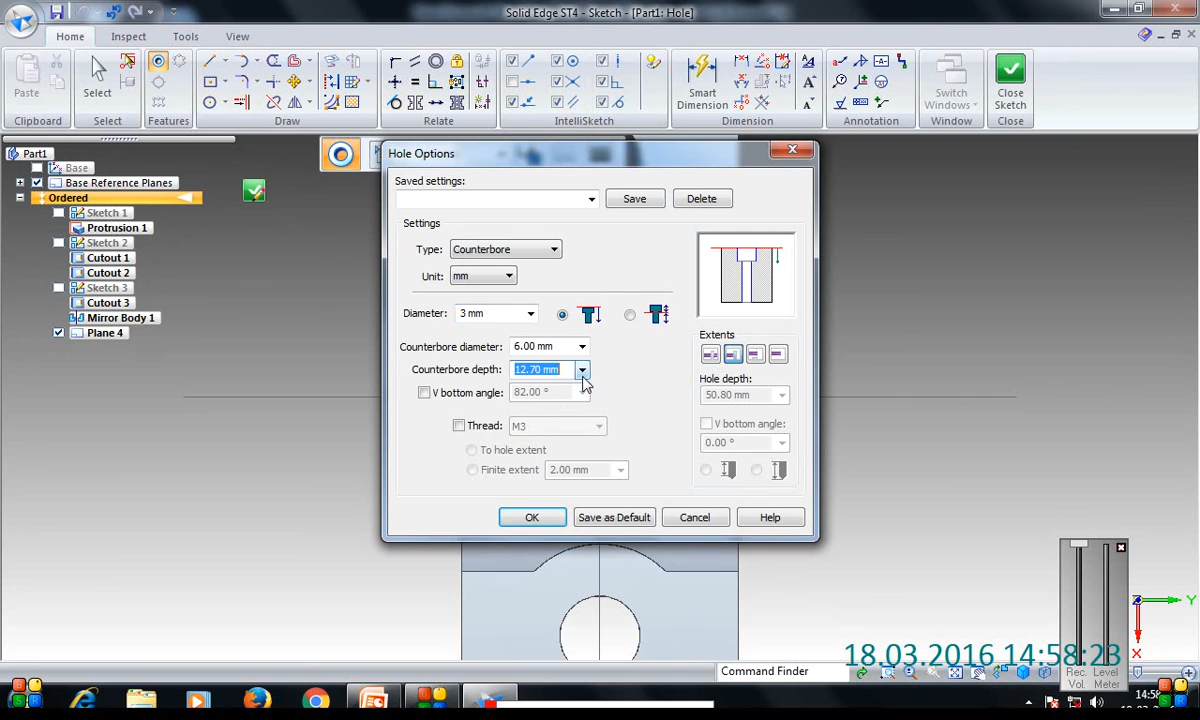 Solid Edge ST4 - Sketch - [Part1: Hole]
Home Inspect Tools View
Paste Select Smart Dimension Switch Windows Close Sketch
Clipboard Select Features Draw Relate IntelliSketch Dimension Annotation Window Close
Part1
Base
Base Reference Planes
Ordered
Sketch 1
Protrusion 1
Sketch 2
Cutout 1
Cutout 2
Sketch 3
Cutout 3
Mirror Body 1
Plane 4
Hole Options
Saved settings:
Save Delete
Settings
Type: Counterbore
Unit: mm
Diameter: 3 mm
Counterbore diameter: 6.00 mm
Counterbore depth: 12.70 mm
V bottom angle: 82.00 °
Thread: M3
To hole extent
Finite extent 2.00 mm
Extents
Hole depth:
50.80 mm
V bottom angle:
0.00 °
OK Save as Default Cancel Help
Y
X
18.03.2016 14:58:23
Command Finder
Rec. Level
Vol. Meter
14:58